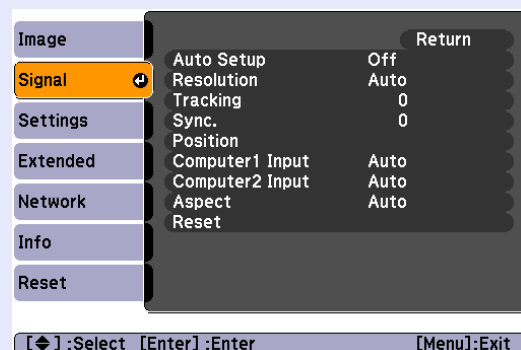 Image
Signal
Settings
Extended
Network
Info
Reset
Return
Auto Setup Off
Resolution Auto
Tracking 0
Sync. 0
Position
Computer1 Input Auto
Computer2 Input Auto
Aspect Auto
Reset
[◆] :Select [Enter] :Enter [Menu]:Exit